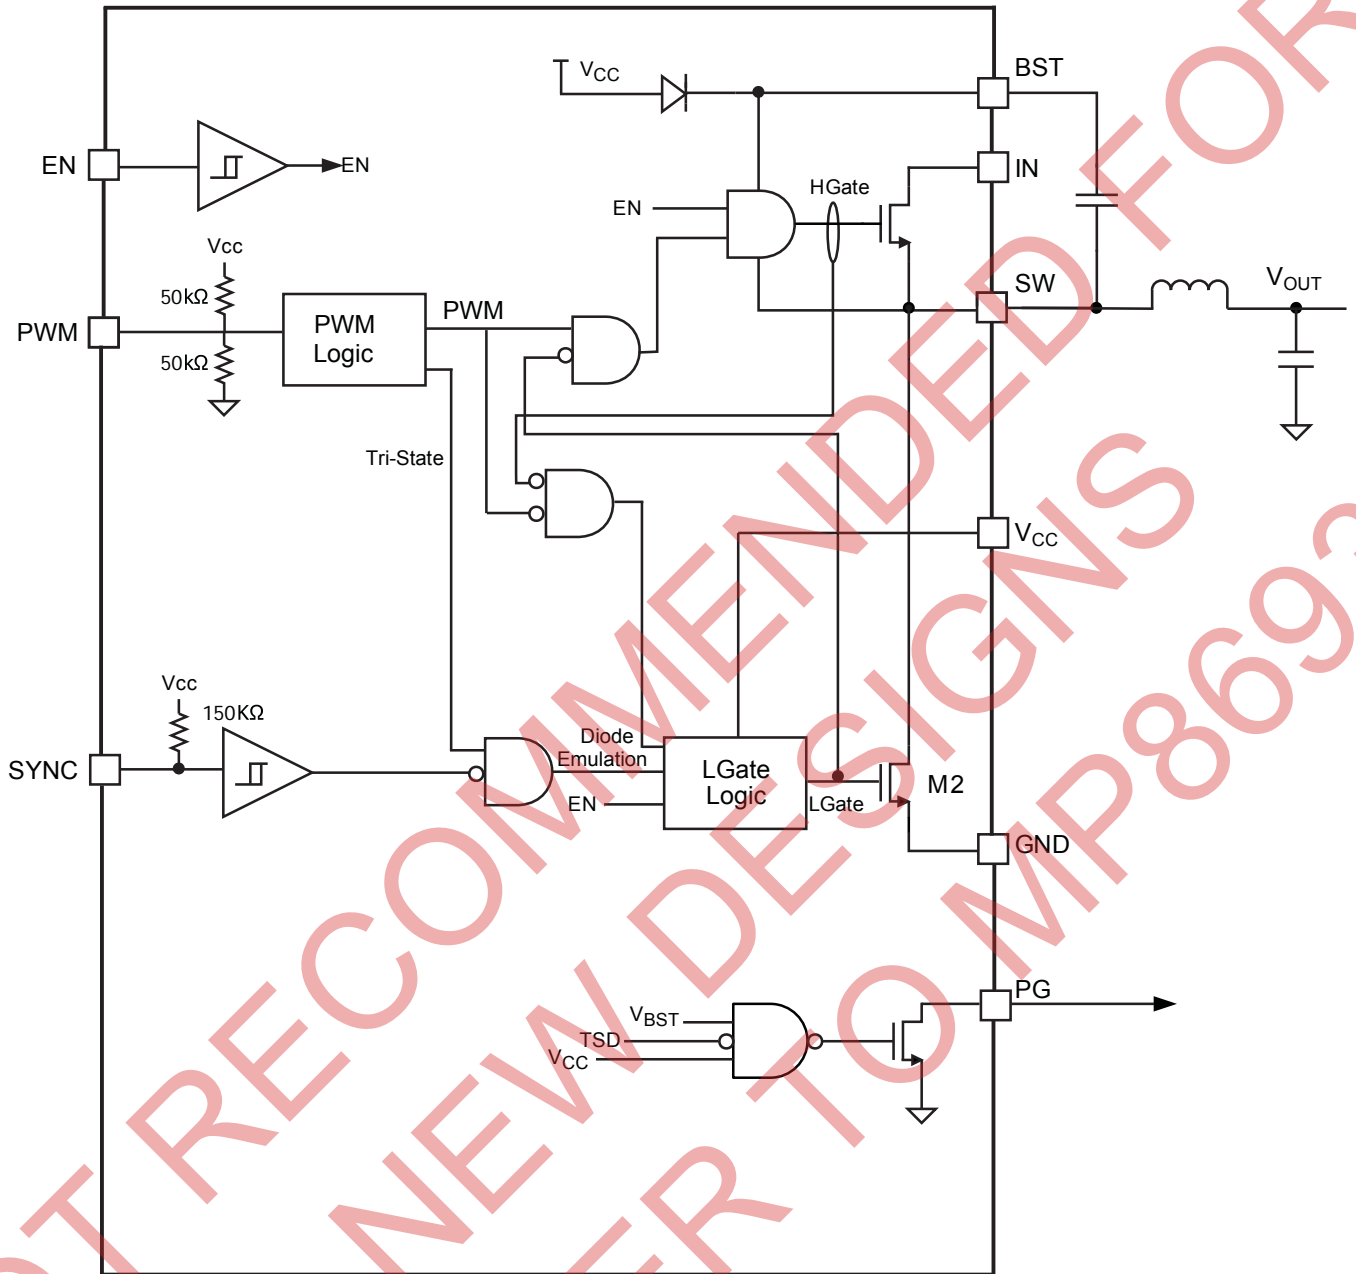 BST
VCC
IN
EN
EN
HGate
EN
Vcc
SW
VOUT
50kΩ
PWM
PWM
Logic
PWM
50kΩ
Tri-State
VCC
Vcc
150KΩ
SYNC
Diode
Emulation
EN
LGate
Logic
LGate
M2
GND
PG
VBST
TSD
VCC
RECOMMENDED FOR
NEW DESIGNS
TO MP869